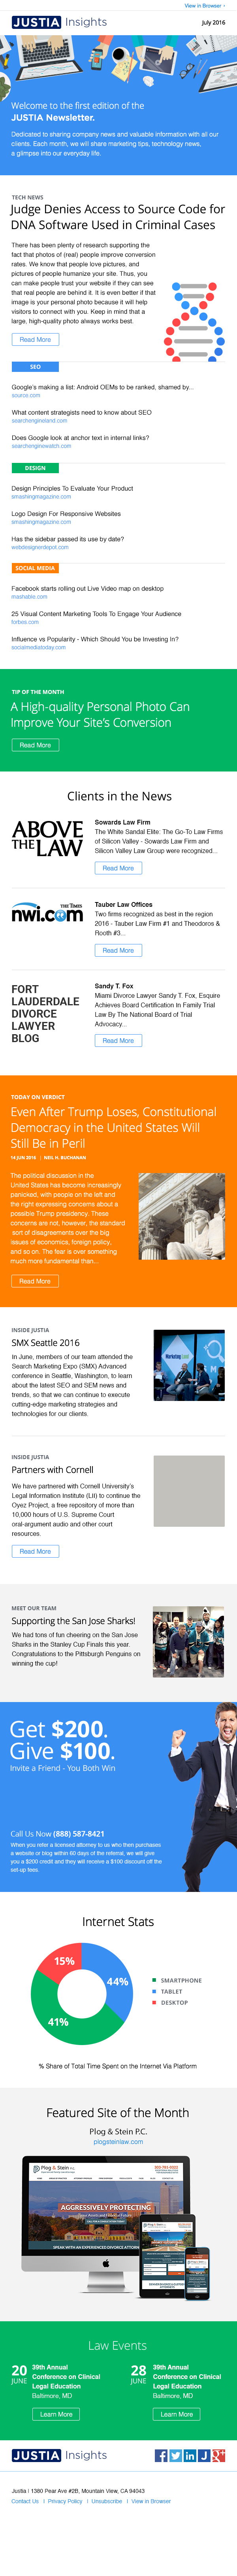 View in Browser ›
JUSTIA Insights
July 2016
Welcome to the first edition of the
JUSTIA Newsletter.
Dedicated to sharing company news and valuable information with all our
clients. Each month, we will share marketing tips, technology news,
a glimpse into our everyday life.
TECH NEWS
Judge Denies Access to Source Code for
DNA Software Used in Criminal Cases
There has been plenty of research supporting the
fact that photos of (real) people improve conversion
rates. We know that people love pictures, and
pictures of people humanize your site. Thus, you
can make people trust your website if they can see
that real people are behind it. It is even better if that
image is your personal photo because it will help
visitors to connect with you. Keep in mind that a
large, high-quality photo always works best.
Read More
SEO
Google's making a list: Android OEMs to be ranked, shamed by...
source.com
What content strategists need to know about SEO
searchengineland.com
Does Google look at anchor text in internal links?
searchenginewatch.com
DESIGN
Design Principles To Evaluate Your Product
smashingmagazine.com
Logo Design For Responsive Websites
smashingmagazine.com
Has the sidebar passed its use by date?
webdesignerdepot.com
SOCIAL MEDIA
Facebook starts rolling out Live Video map on desktop
mashable.com
25 Visual Content Marketing Tools To Engage Your Audience
forbes.com
Influence vs Popularity - Which Should You be Investing In?
socialmediatoday.com
TIP OF THE MONTH
A High-quality Personal Photo Can
Improve Your Site's Conversion
Read More
Clients in the News
ABOVE
THE LAW
Sowards Law Firm
The White Sandal Elite: The Go-To Law Firms
of Silicon Valley - Sowards Law Firm and
Silicon Valley Law Group were recognized...
Read More
THE TIMES
nwi.com
Tauber Law Offices
Two firms recognized as best in the region
2016 - Tauber Law Firm #1 and Theodoros &
Rooth #3...
Read More
FORT
LAUDERDALE
DIVORCE
LAWYER
BLOG
Sandy T. Fox
Miami Divorce Lawyer Sandy T. Fox, Esquire
Achieves Board Certification In Family Trial
Law By The National Board of Trial
Advocacy...
Read More
TODAY ON VERDICT
Even After Trump Loses, Constitutional
Democracy in the United States Will
Still Be in Peril
14 JUN 2016 | NEIL H. BUCHANAN
The political discussion in the
United States has become increasingly
panicked, with people on the left and
the right expressing concerns about a
possible Trump presidency. These
concerns are not, however, the standard
sort of disagreements over the big
issues of economics, foreign policy,
and so on. The fear is over something
much more fundamental than...
Read More
INSIDE JUSTIA
SMX Seattle 2016
In June, members of our team attended the
Search Marketing Expo (SMX) Advanced
conference in Seattle, Washington, to learn
about the latest SEO and SEM news and
trends, so that we can continue to execute
cutting-edge marketing strategies and
technologies for our clients.
INSIDE JUSTIA
Partners with Cornell
We have partnered with Cornell University's
Legal Information Institute (LII) to continue the
Oyez Project, a free repository of more than
10,000 hours of U.S. Supreme Court
oral-argument audio and other court
resources.
Read More
MEET OUR TEAM
Supporting the San Jose Sharks!
We had tons of fun cheering on the San Jose
Sharks in the Stanley Cup Finals this year.
Congratulations to the Pittsburgh Penguins on
winning the cup!
Get $200.
Give $100.
Invite a Friend - You Both Win
Call Us Now (888) 587-8421
When you refer a licensed attorney to us who then purchases
a website or blog within 60 days of the referral, we will give
you a $200 credit and they will receive a $100 discount off the
set-up fees.
Internet Stats
15%
44%
41%
SMARTPHONE
TABLET
DESKTOP
% Share of Total Time Spent on the Internet Via Platform
Featured Site of the Month
Plog & Stein P.C.
plogsteinlaw.com
Plog & Stein P.C.
AGGRESSIVELY PROTECTING
Law Events
20
JUNE
39th Annual
Conference on Clinical
Legal Education
Baltimore, MD
Learn More
28
JUNE
39th Annual
Conference on Clinical
Legal Education
Baltimore, MD
Learn More
JUSTIA Insights
Justia | 1380 Pear Ave #2B, Mountain View, CA 94043
Contact Us | Privacy Policy | Unsubscribe | View in Browser